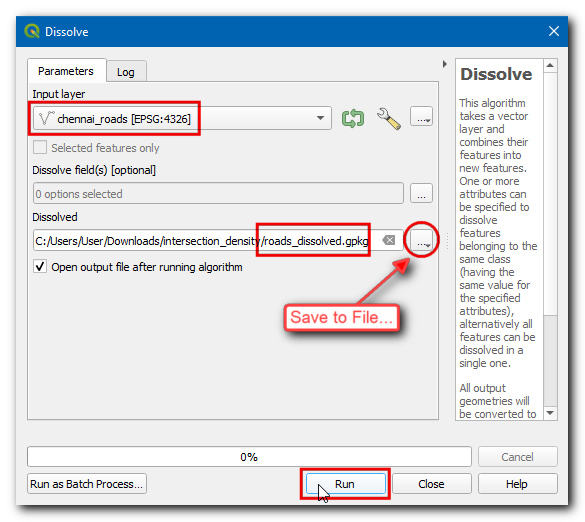 Dissolve
Parameters
Log
Input layer
chennai_roads [EPSG:4326]
...
Selected features only
Dissolve field(s) [optional]
0 options selected
...
Dissolved
C:/Users/User/Downloads/intersection_density/roads_dissolved.gpkg
...
Open output file after running algorithm
Save to File...
Dissolve
This algorithm
takes a vector
layer and
combines their
features into
new features.
One or more
attributes can
be specified to
dissolve
features
belonging to the
same class
(having the
same value for
the specified
attributes),
alternatively all
features can be
dissolved in a
single one.
All output
geometries will
be converted to
0%
Cancel
Run as Batch Process...
Run
Close
Help